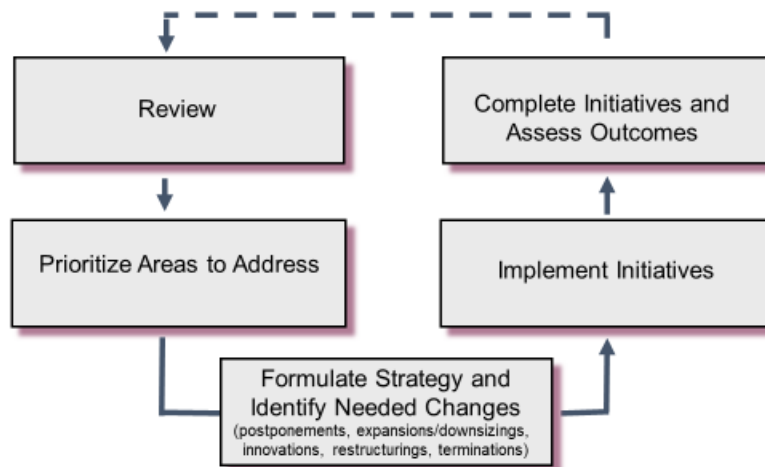 Review
Prioritize Areas to Address
Formulate Strategy and
Identify Needed Changes
(postponements, expansions/downsizings,
innovations, restructurings, terminations)
Implement Initiatives
Complete Initiatives and
Assess Outcomes